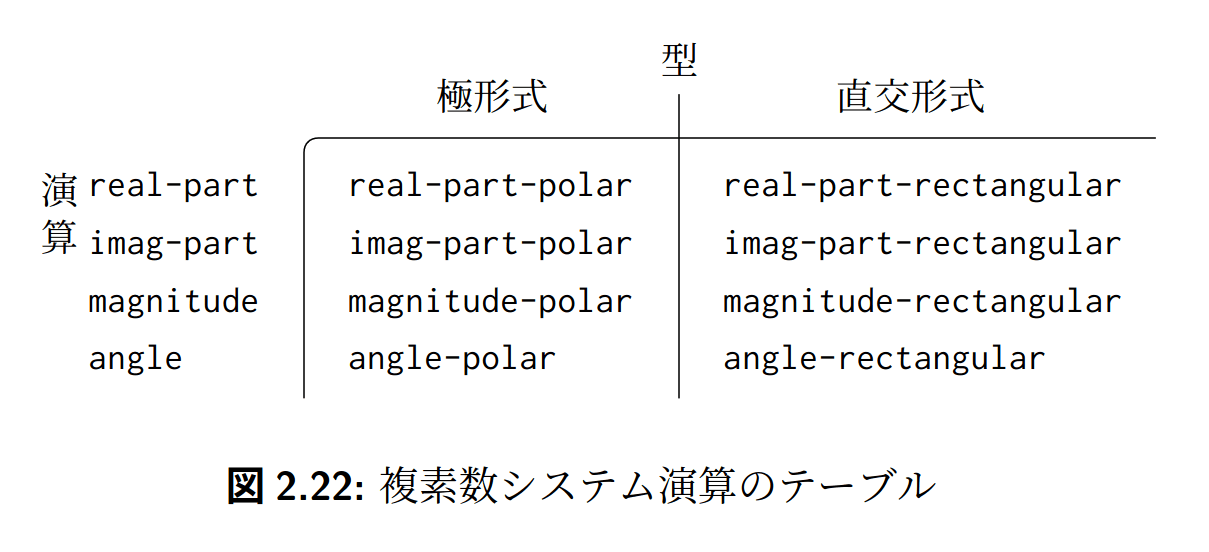 型
極形式 直交形式
演算
real-part real-part-polar real-part-rectangular
imag-part imag-part-polar imag-part-rectangular
magnitude magnitude-polar magnitude-rectangular
angle angle-polar angle-rectangular
図 2.22: 複素数システム演算のテーブル